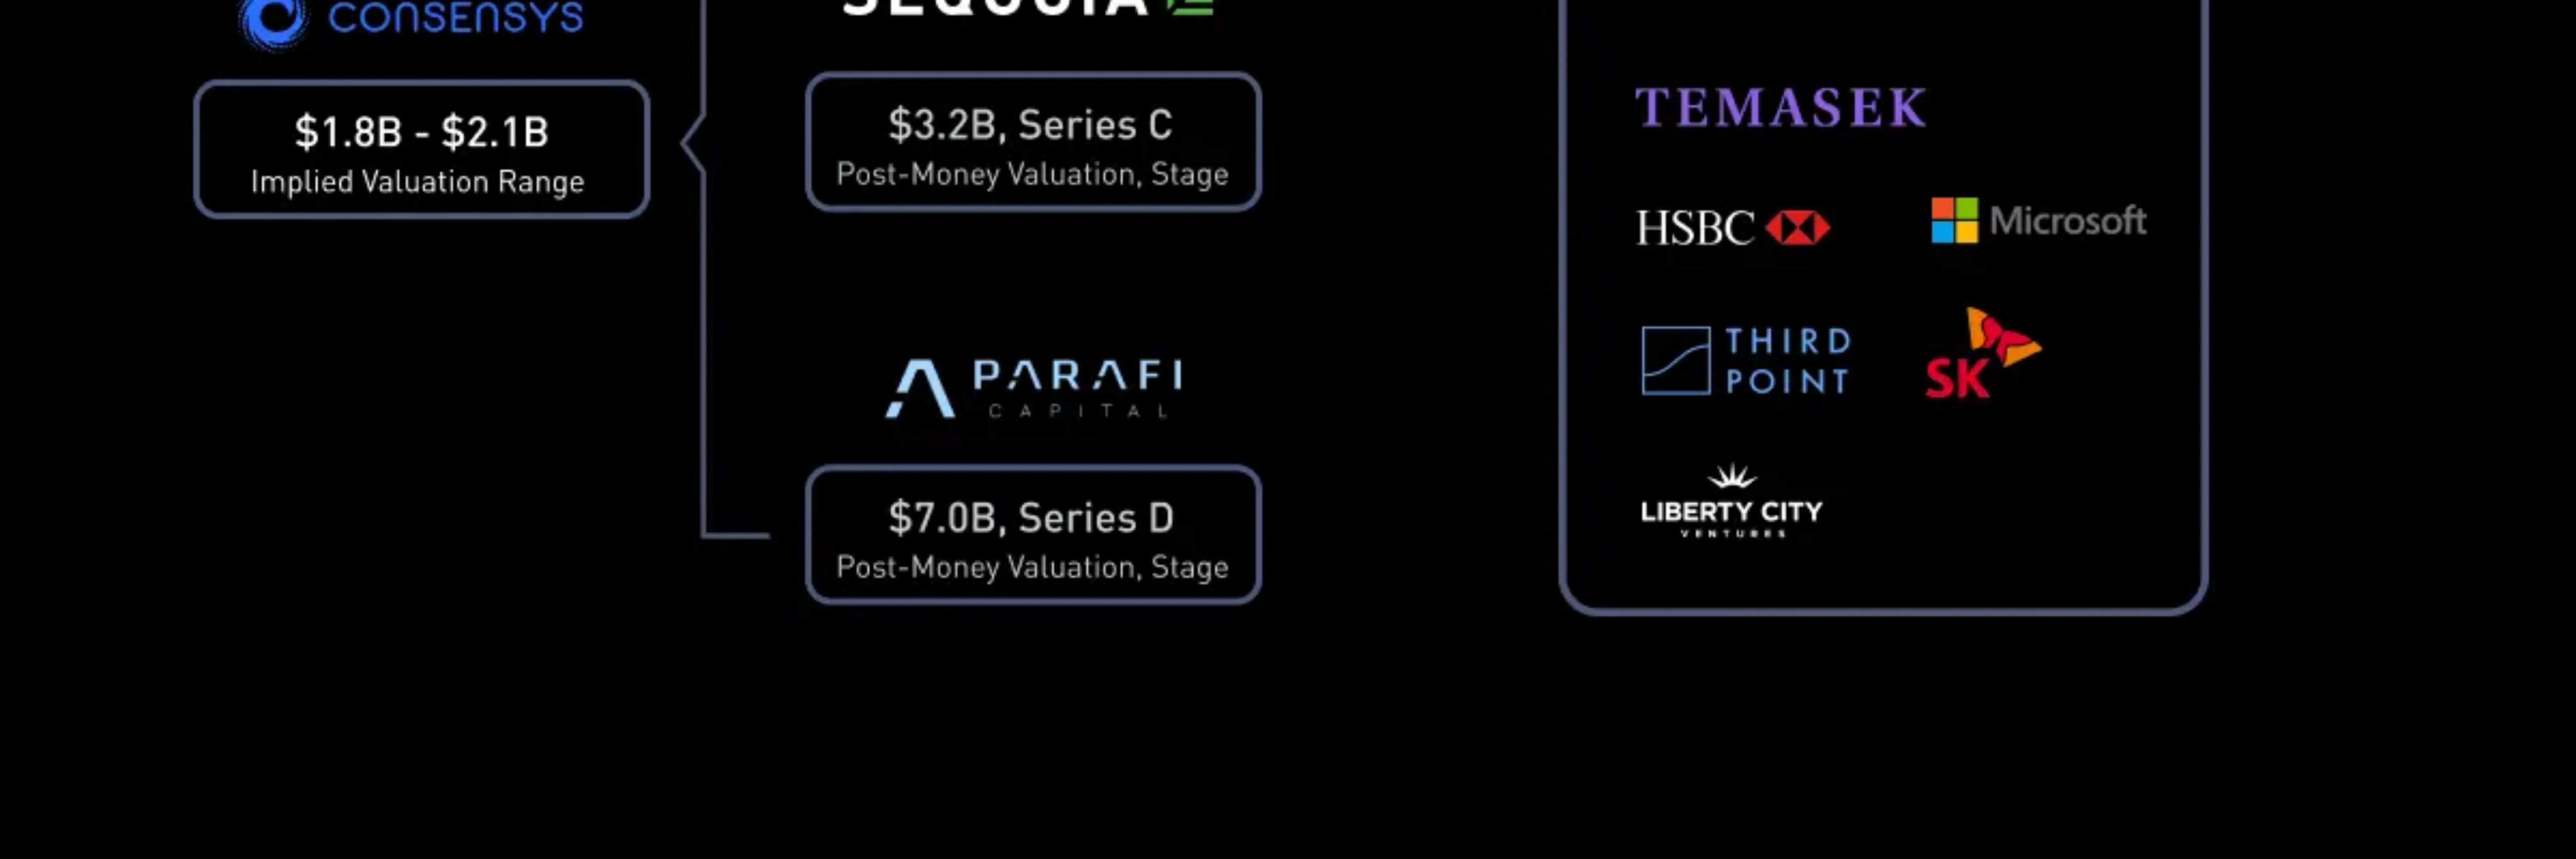 CONSENSYS
$1.8B - $2.1B
Implied Valuation Range
SEQUOIA
$3.2B, Series C
Post-Money Valuation, Stage
PARAFI
CAPITAL
$7.0B, Series D
Post-Money Valuation, Stage
TEMASEK
HSBC
Microsoft
THIRD
POINT
SK
LIBERTY CITY
VENTURES